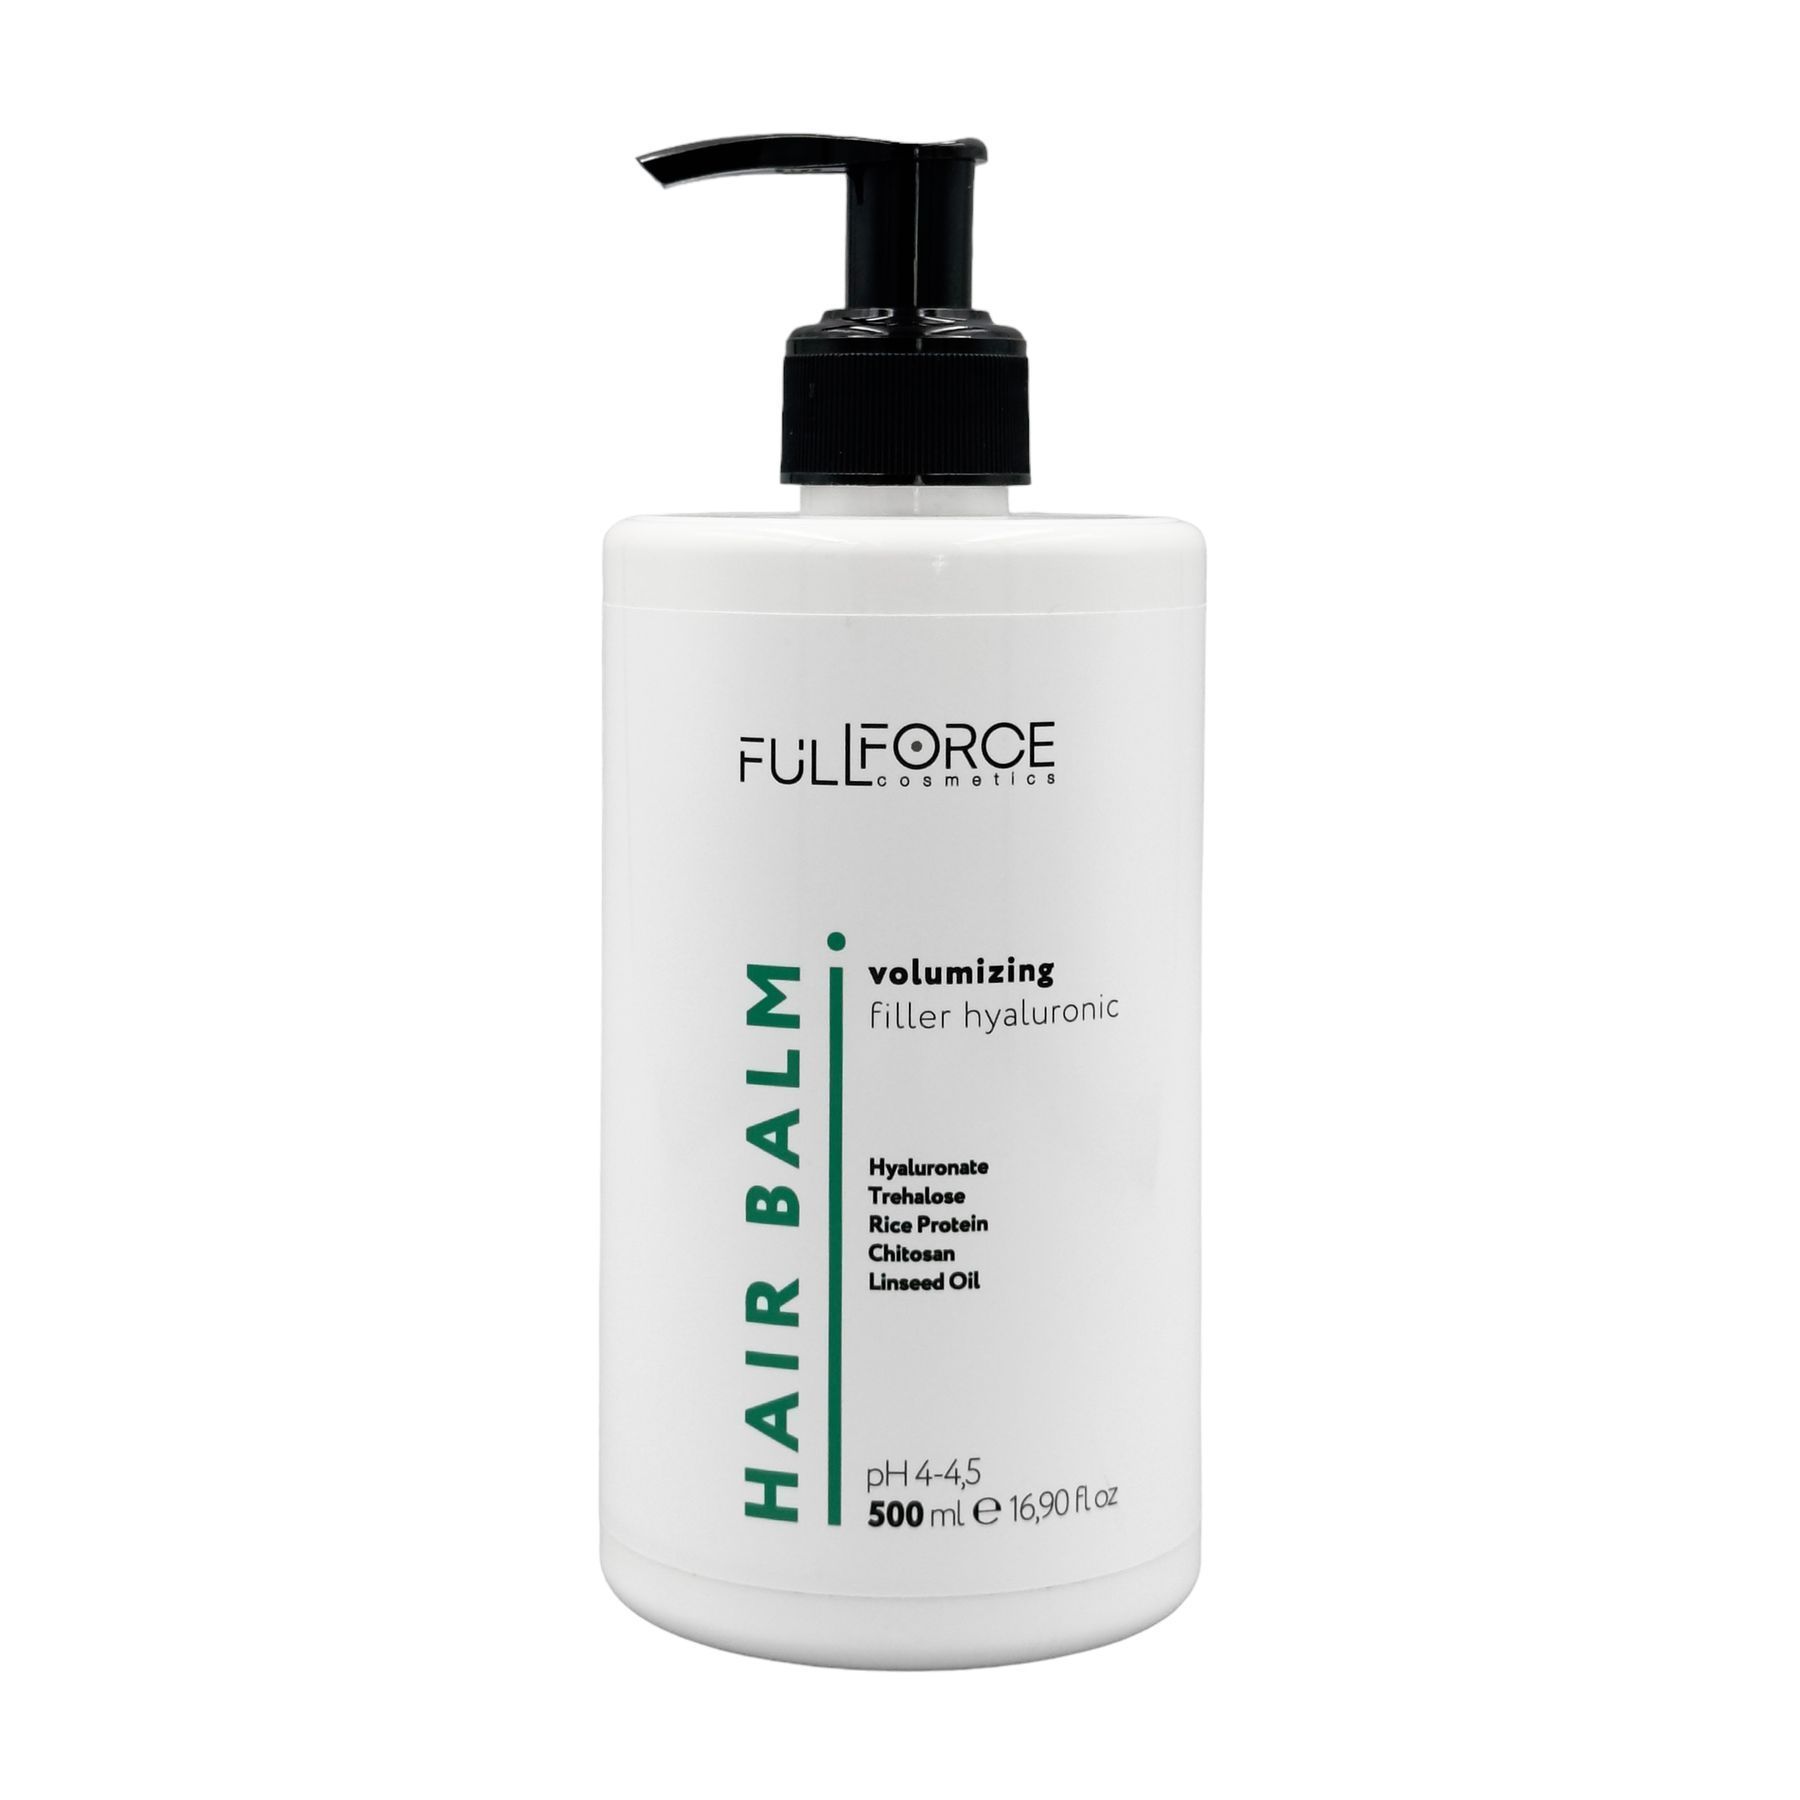 FULLFORCE
cosmetics
HAIR BALM
volumizing
filler hyaluronic
Hyaluronate
Trehalose
Rice Protein
Chitosan
Linseed Oil
pH 4-4,5
500 ml ℮ 16,90 fl oz